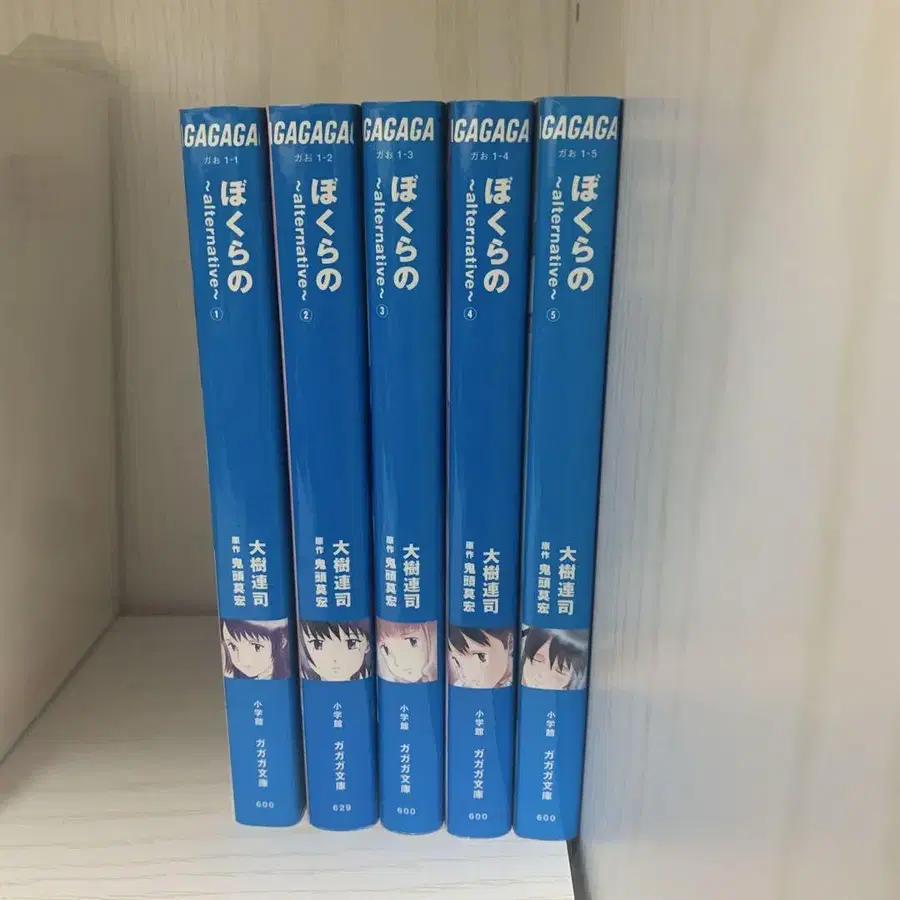 GAGAGA
ガお 1-1
ぼくらの
~alternative~
1
大樹連司
原作 鬼頭莫宏
小学館 ガガガ文庫
600
GAGAGA
ガお 1-2
ぼくらの
~alternative~
2
大樹連司
原作 鬼頭莫宏
小学館 ガガガ文庫
629
GAGAGA
ガお 1-3
ぼくらの
~alternative~
3
大樹連司
原作 鬼頭莫宏
小学館 ガガガ文庫
600
GAGAGA
ガお 1-4
ぼくらの
~alternative~
4
大樹連司
原作 鬼頭莫宏
小学館 ガガガ文庫
600
GAGAGA
ガお 1-5
ぼくらの
~alternative~
5
大樹連司
原作 鬼頭莫宏
小学館 ガガガ文庫
600